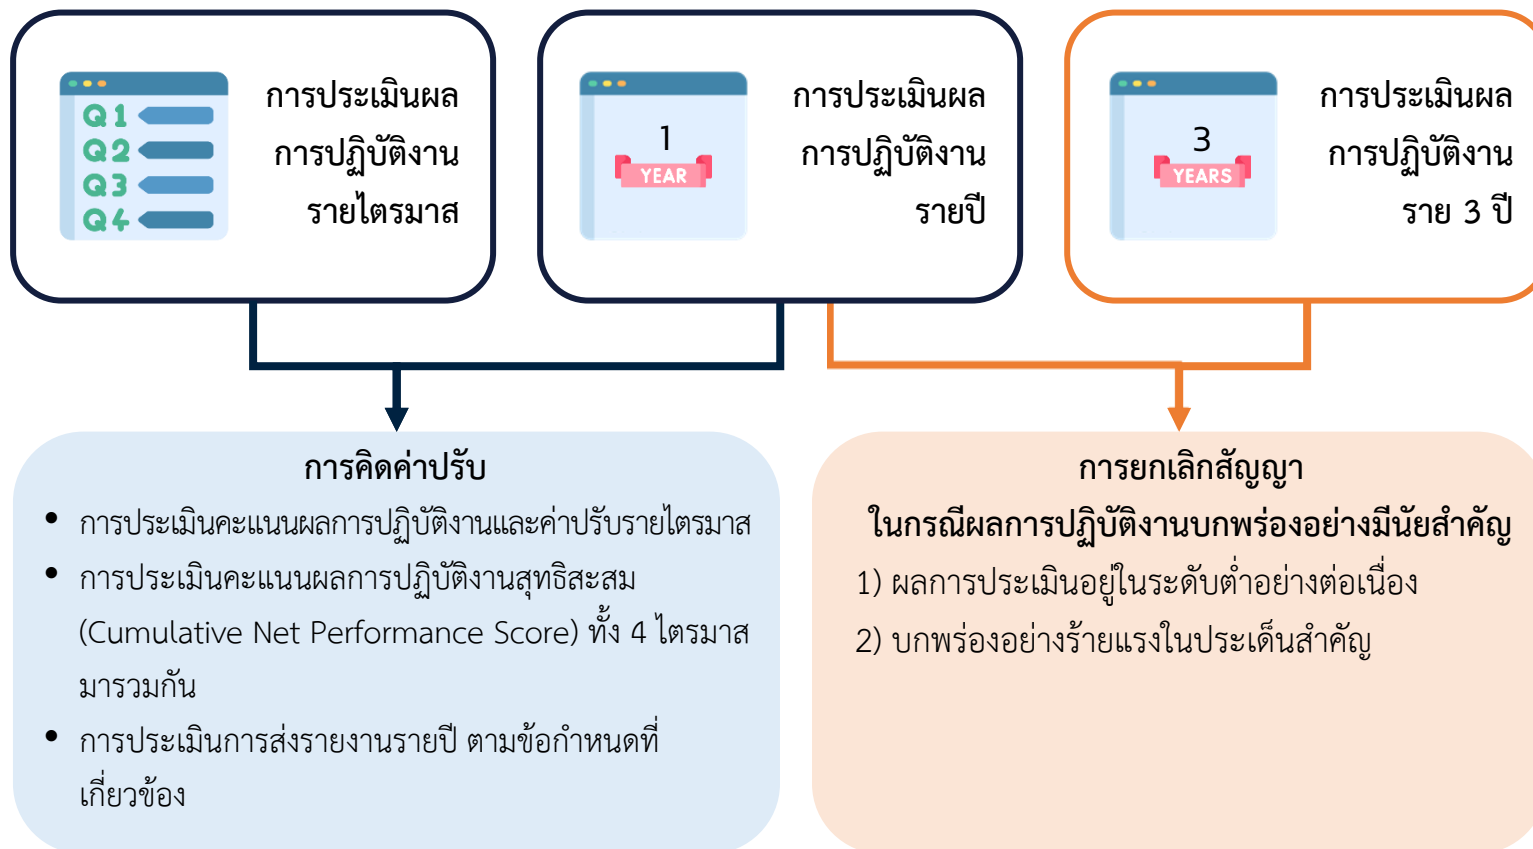 Q1
Q2
Q3
Q4
การประเมินผล
การปฏิบัติงาน
รายไตรมาส
1
YEAR
การประเมินผล
การปฏิบัติงาน
รายปี
3
YEARS
การประเมินผล
การปฏิบัติงาน
ราย 3 ปี
การคิดค่าปรับ
• การประเมินคะแนนผลการปฏิบัติงานและค่าปรับรายไตรมาส
• การประเมินคะแนนผลการปฏิบัติงานสุทธิสะสม
(Cumulative Net Performance Score) ทั้ง 4 ไตรมาส
มารวมกัน
• การประเมินการส่งรายงานรายปี ตามข้อกำหนดที่
เกี่ยวข้อง
การยกเลิกสัญญา
ในกรณีผลการปฏิบัติงานบกพร่องอย่างมีนัยสำคัญ
1) ผลการประเมินอยู่ในระดับต่ำอย่างต่อเนื่อง
2) บกพร่องอย่างร้ายแรงในประเด็นสำคัญ